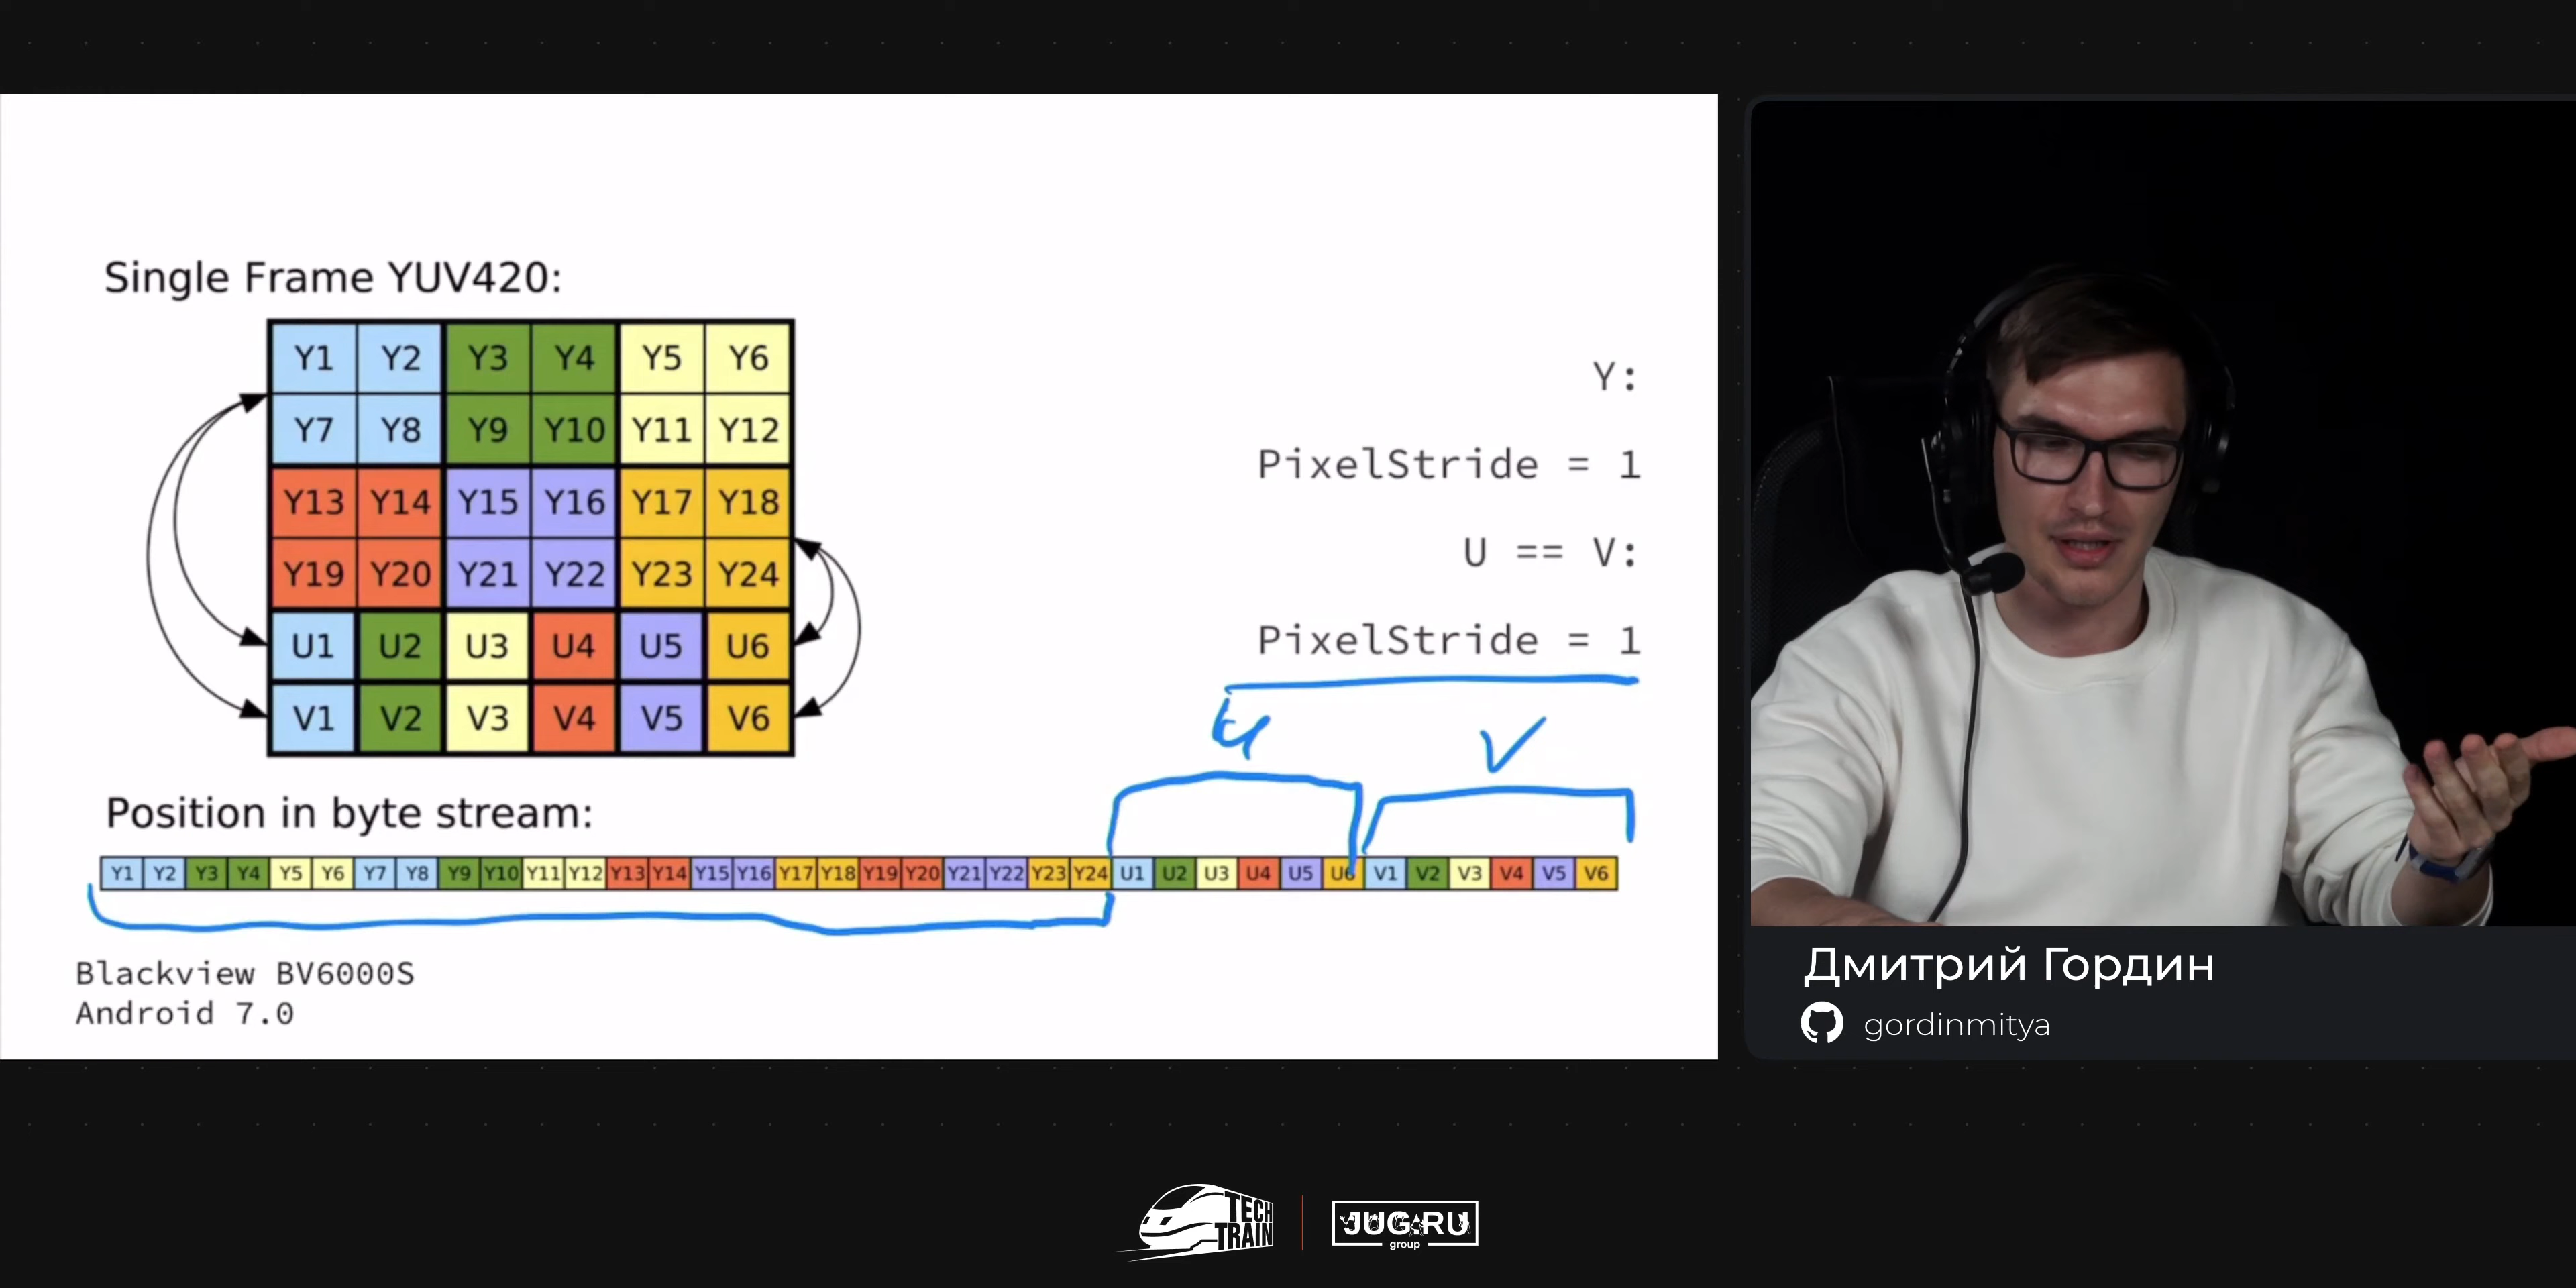 Single Frame YUV420:
Y1 Y2 Y3 Y4 Y5 Y6
Y7 Y8 Y9 Y10 Y11 Y12
Y13 Y14 Y15 Y16 Y17 Y18
Y19 Y20 Y21 Y22 Y23 Y24
U1 U2 U3 U4 U5 U6
V1 V2 V3 V4 V5 V6
Y:
PixelStride = 1
U == V:
PixelStride = 1
U V
Position in byte stream:
Y1 Y2 Y3 Y4 Y5 Y6 Y7 Y8 Y9 Y10 Y11 Y12 Y13 Y14 Y15 Y16 Y17 Y18 Y19 Y20 Y21 Y22 Y23 Y24 U1 U2 U3 U4 U5 U6 V1 V2 V3 V4 V5 V6
Blackview BV6000S
Android 7.0
Дмитрий Гордин
gordinmitya
TECH
TRAIN
JUG.RU
group